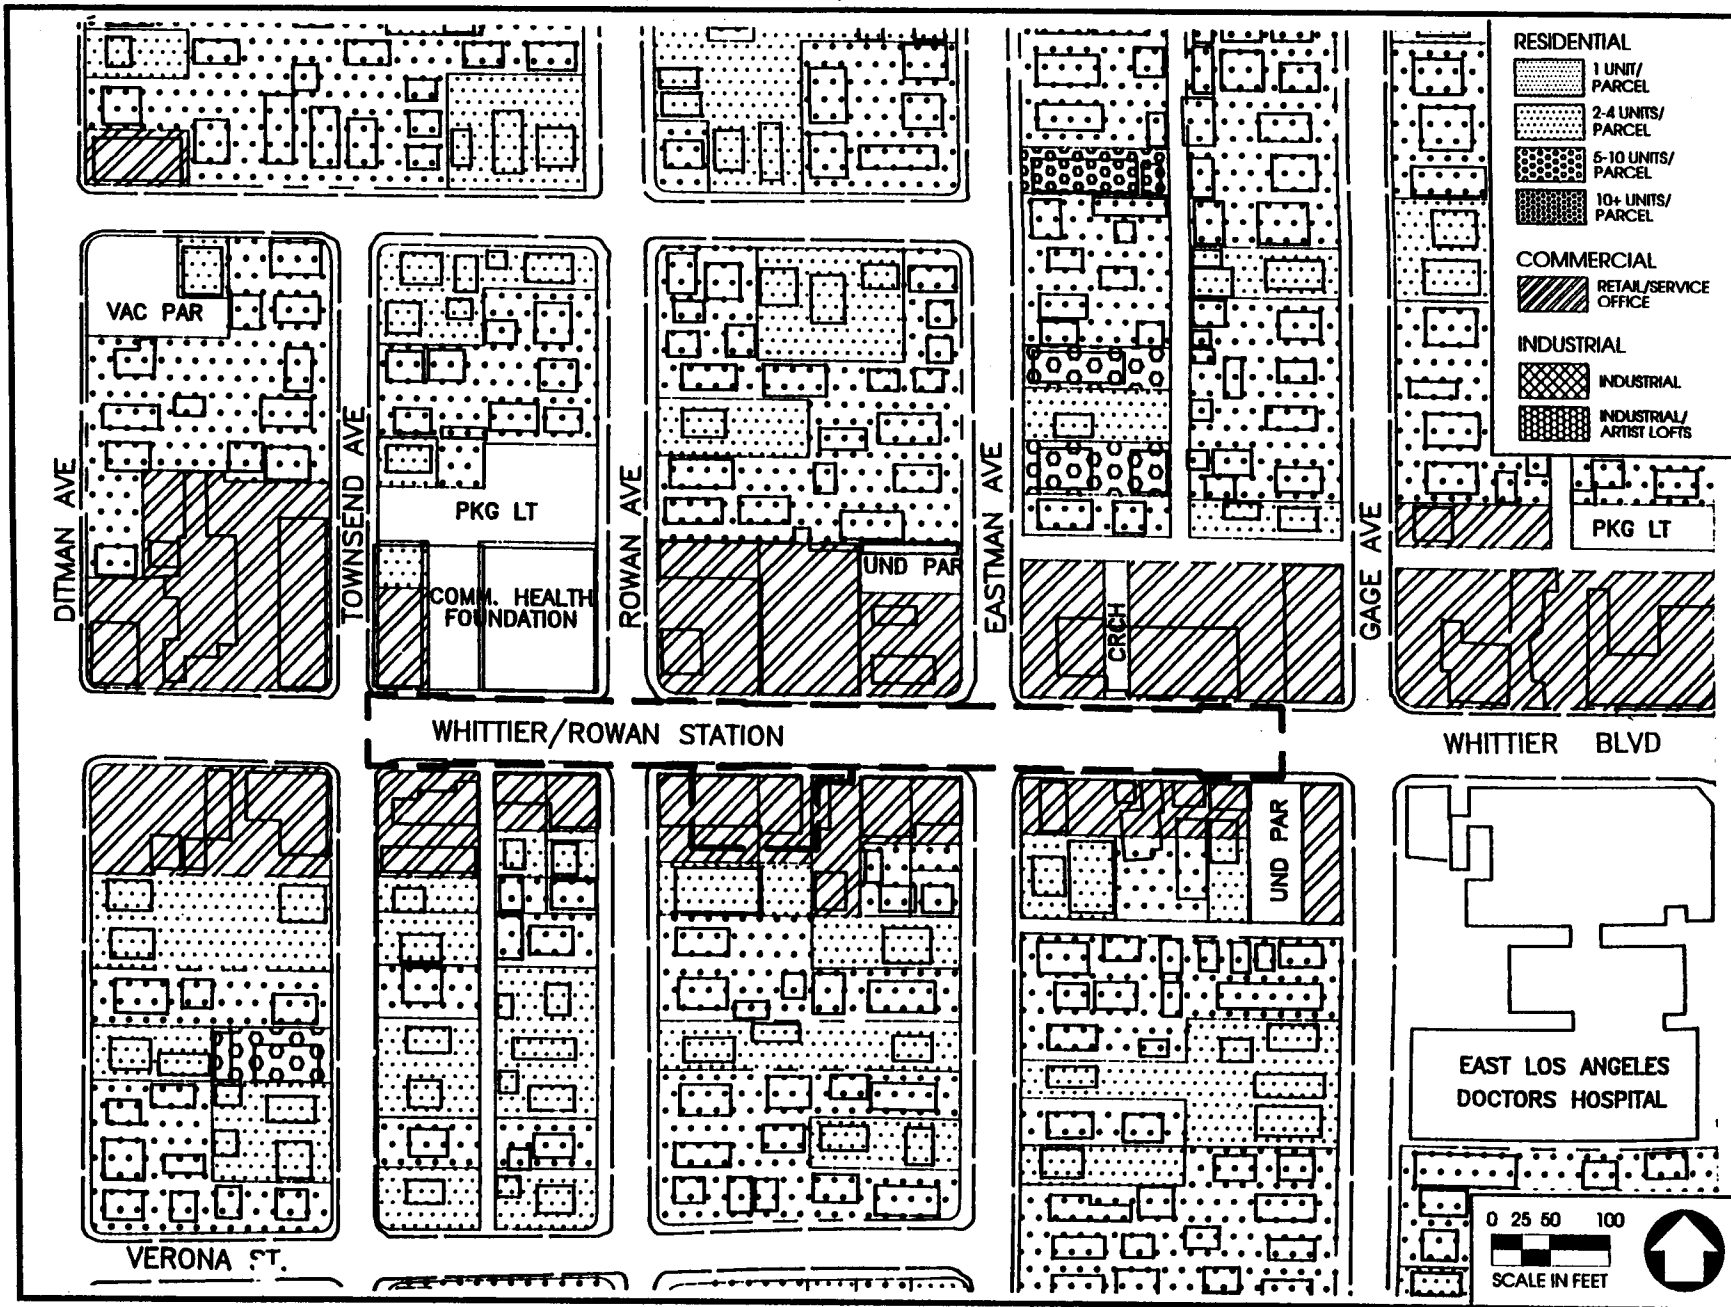 RESIDENTIAL
1 UNIT/
PARCEL
2-4 UNITS/
PARCEL
5-10 UNITS/
PARCEL
10+ UNITS/
PARCEL
COMMERCIAL
RETAIL/SERVICE
OFFICE
INDUSTRIAL
INDUSTRIAL
INDUSTRIAL/
ARTIST LOFTS
VAC PAR
DITMAN AVE
TOWNSEND AVE
PKG LT
COMM. HEALTH
FOUNDATION
ROWAN AVE
UND PAR
EASTMAN AVE
CRCH
GAGE AVE
PKG LT
WHITTIER/ROWAN STATION
WHITTIER BLVD
UND PAR
EAST LOS ANGELES
DOCTORS HOSPITAL
VERONA ST.
0 25 50 100
SCALE IN FEET